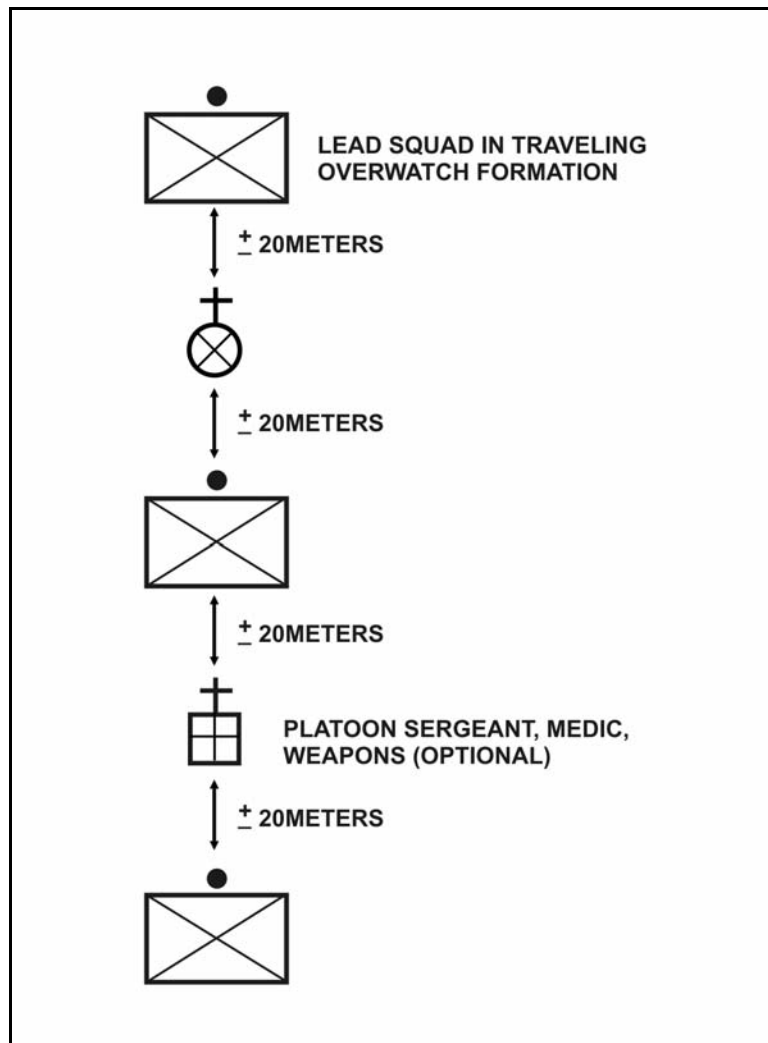 LEAD SQUAD IN TRAVELING
OVERWATCH FORMATION
± 20METERS
± 20METERS
± 20METERS
PLATOON SERGEANT, MEDIC,
WEAPONS (OPTIONAL)
± 20METERS